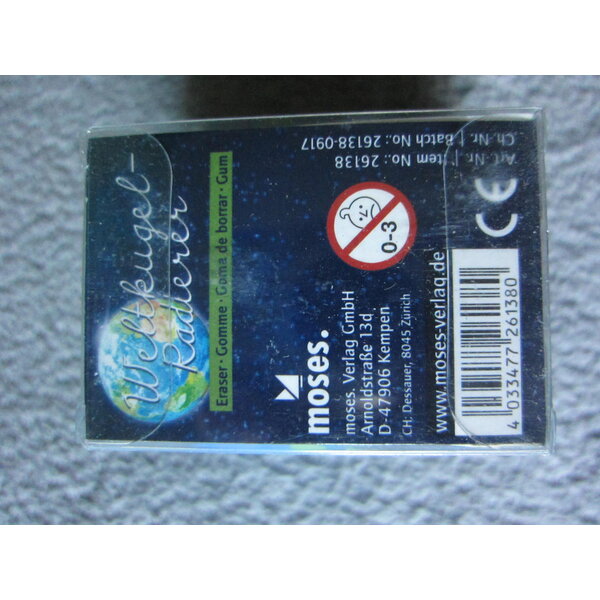 Weltkugel-
Radierer
Eraser · Gomme · Goma de borrar · Gum
moses.
moses. Verlag GmbH
Arnoldstraße 13d
D-47906 Kempen
CH: Dessauer, 8045 Zürich
www.moses-verlag.de
0-3
CE
Art.-Nr. | Item No.: 26138
Ch.-Nr. | Batch No.: 26138-0917
4 033477 261380